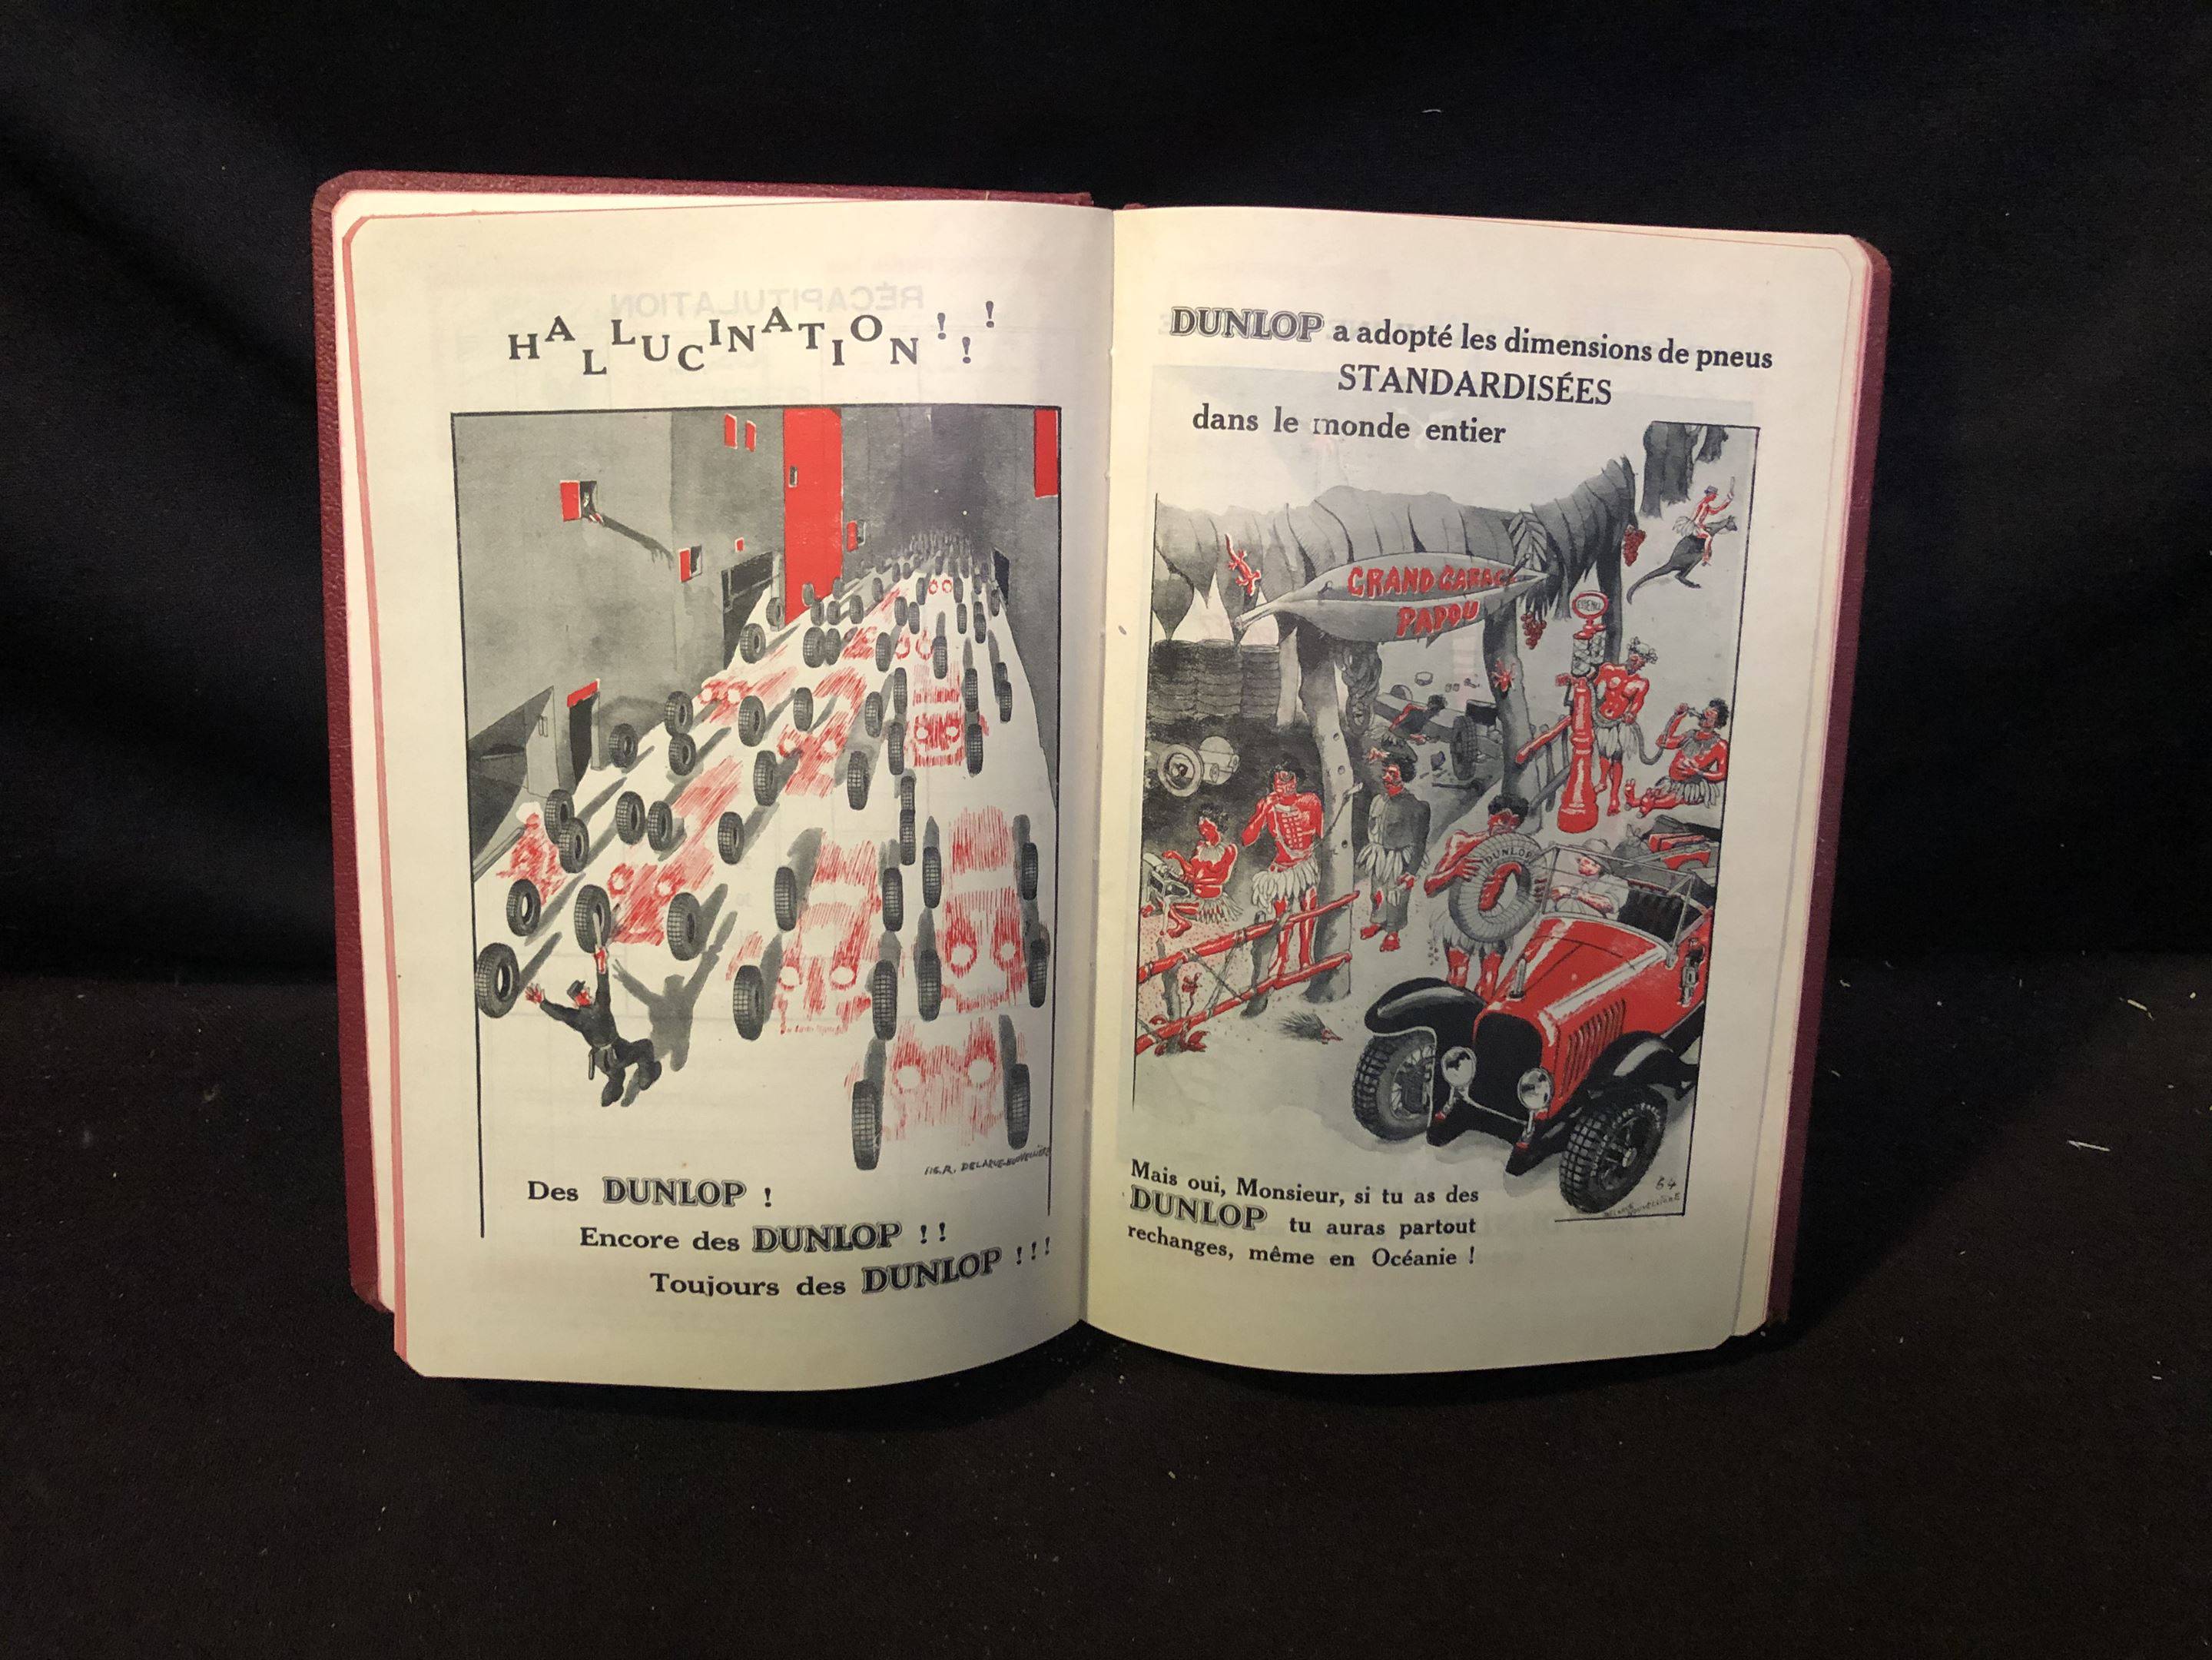 HALLUCINATION ! ! !
Des DUNLOP !
Encore des DUNLOP ! !
Toujours des DUNLOP ! ! !
DUNLOP a adopté les dimensions de pneus
STANDARDISÉES
dans le monde entier
GRAND GARAGE
PAPOU
DUNLOP
64
Mais oui, Monsieur, si tu as des
DUNLOP tu auras partout
rechanges, même en Océanie !
RÉCAPITULATION